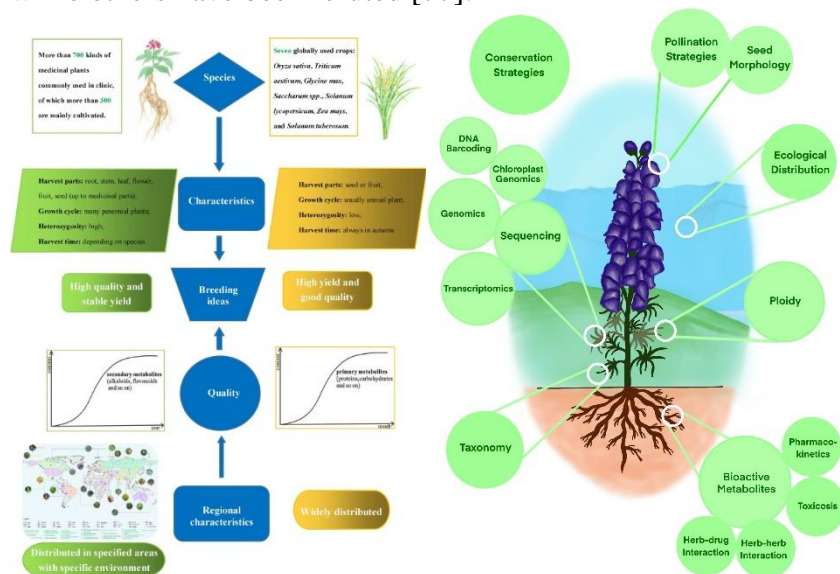 More than 700 kinds of
medicinal plants
commonly used in clinic,
of which more than 300
are mainly cultivated.
Species
Seven globally used crops:
Oryza sativa, Triticum
aestivum, Glycine max,
Saccharum spp., Solanum
lycopersicum, Zea mays,
and Solanum tuberosum.
Harvest parts: root, stem, leaf, flower,
fruit, seed (up to medicinal parts);
Growth cycle: many perennial plants;
Heterozygosity: high,
Harvest time: depending on species
Characteristics
Harvest parts: seed or fruit,
Growth cycle: usually annual plant;
Heterozygosity: low,
Harvest time: always in autumn
High quality and
stable yield
Breeding
ideas
High yield and
good quality
secondary metabolites
(alkaloids, flavonoids
and so on)
year
Quality
primary metabolites
(proteins,carbohydrates
and so on)
month
Regional
characteristics
Widely distributed
Distributed in specified areas
with specific environment
Conservation
Strategies
Pollination
Strategies
Seed
Morphology
DNA
Barcoding
Chloroplast
Genomics
Ecological
Distribution
Genomics
Sequencing
Transcriptomics
Ploidy
Taxonomy
Bioactive
Metabolites
Pharmaco-
kinetics
Toxicosis
Herb-drug
Interaction
Herb-herb
Interaction